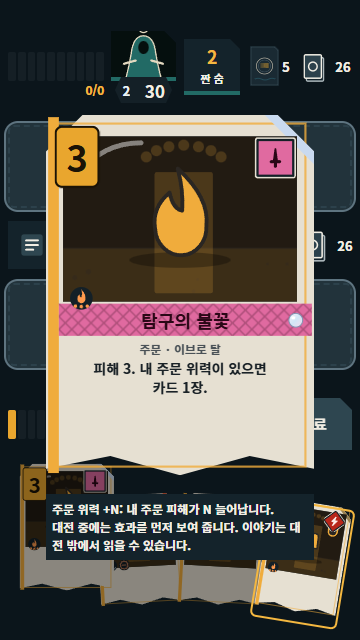 2
짠 숨
5
26
0/0
2 30
3
26
탐구의 불꽃
주문 · 이브로 탈
피해 3. 내 주문 위력이 있으면
카드 1장.
료
3
주문 위력 +N: 내 주문 피해가 N 늘어납니다.
대전 중에는 효과를 먼저 보여 줍니다. 이야기는 대
전 밖에서 읽을 수 있습니다.